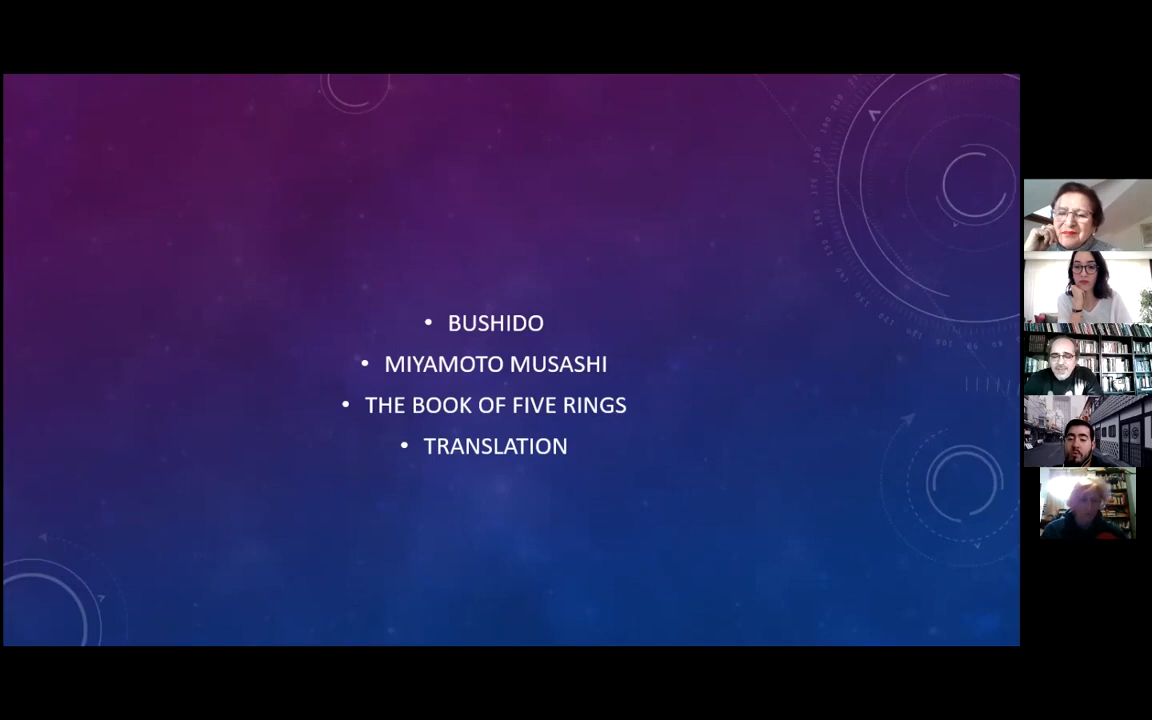 • BUSHIDO
• MIYAMOTO MUSASHI
• THE BOOK OF FIVE RINGS
• TRANSLATION